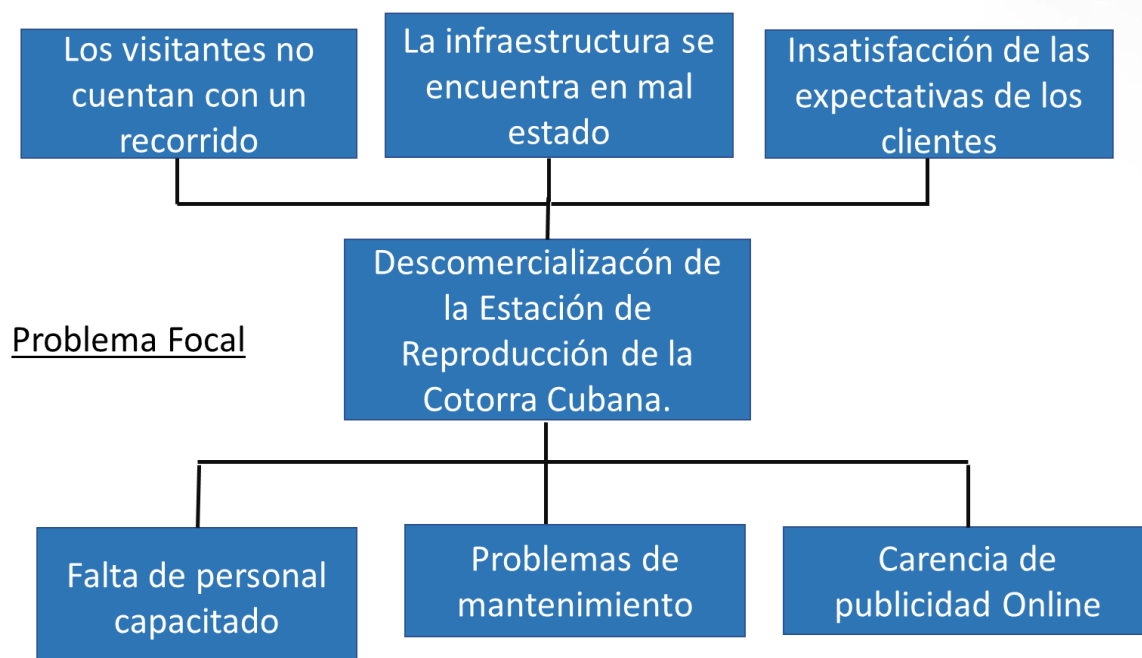 Los visitantes no
cuentan con un
recorrido
La infraestructura se
encuentra en mal
estado
Insatisfacción de las
expectativas de los
clientes
Problema Focal
Descomercializacón de
la Estación de
Reproducción de la
Cotorra Cubana.
Falta de personal
capacitado
Problemas de
mantenimiento
Carencia de
publicidad Online